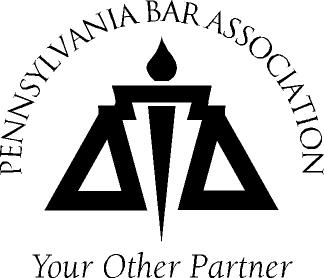 PENNSYLVANIA BAR ASSOCIATION
Your Other Partner